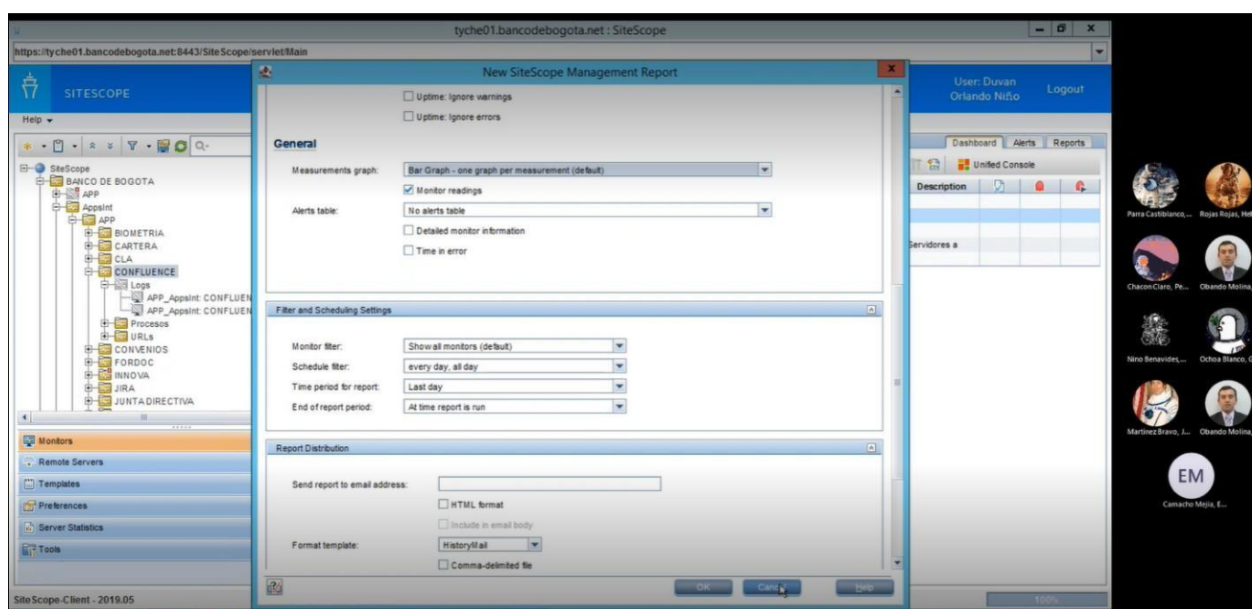 tyche01.bancodebogota.net : SiteScope
https://tyche01.bancodebogota.net:8443/SiteScope/servlet/Main
SITESCOPE
User: Duvan
Orlando Niño
Logout
Help
SiteScope
BANCO DE BOGOTA
APP
AppsInt
APP
BIOMETRIA
CARTERA
CLA
CONFLUENCE
Logs
APP_AppsInt: CONFLUEN
APP_AppsInt: CONFLUEN
Procesos
URLs
CONVENIOS
FORDOC
INNOVA
JIRA
JUNTA DIRECTIVA
Monitors
Remote Servers
Templates
Preferences
Server Statistics
Tools
SiteScope-Client - 2019.05
New SiteScope Management Report
Uptime: Ignore warnings
Uptime: Ignore errors
General
Measurements graph: Bar Graph - one graph per measurement (default)
Monitor readings
Alerts table: No alerts table
Detailed monitor information
Time in error
Filter and Scheduling Settings
Monitor filter: Show all monitors (default)
Schedule filter: every day, all day
Time period for report: Last day
End of report period: At time report is run
Report Distribution
Send report to email address:
HTML format
Include in email body
Format template: HistoryMail
Comma-delimited file
OK Cancel Help
Dashboard Alerts Reports
Unified Console
Description
Servidores a
100%
Parra Castiblanco,... Rojas Rojas, Hel
Chacon Claro, Pe... Obando Molina,
Nino Benavides,... Ochoa Blanco, C
Martinez Bravo, J... Obando Molina,
EM
Camacho Mejia, E...